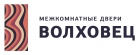 МЕЖКОМНАТНЫЕ ДВЕРИ
ВОЛХОВЕЦ